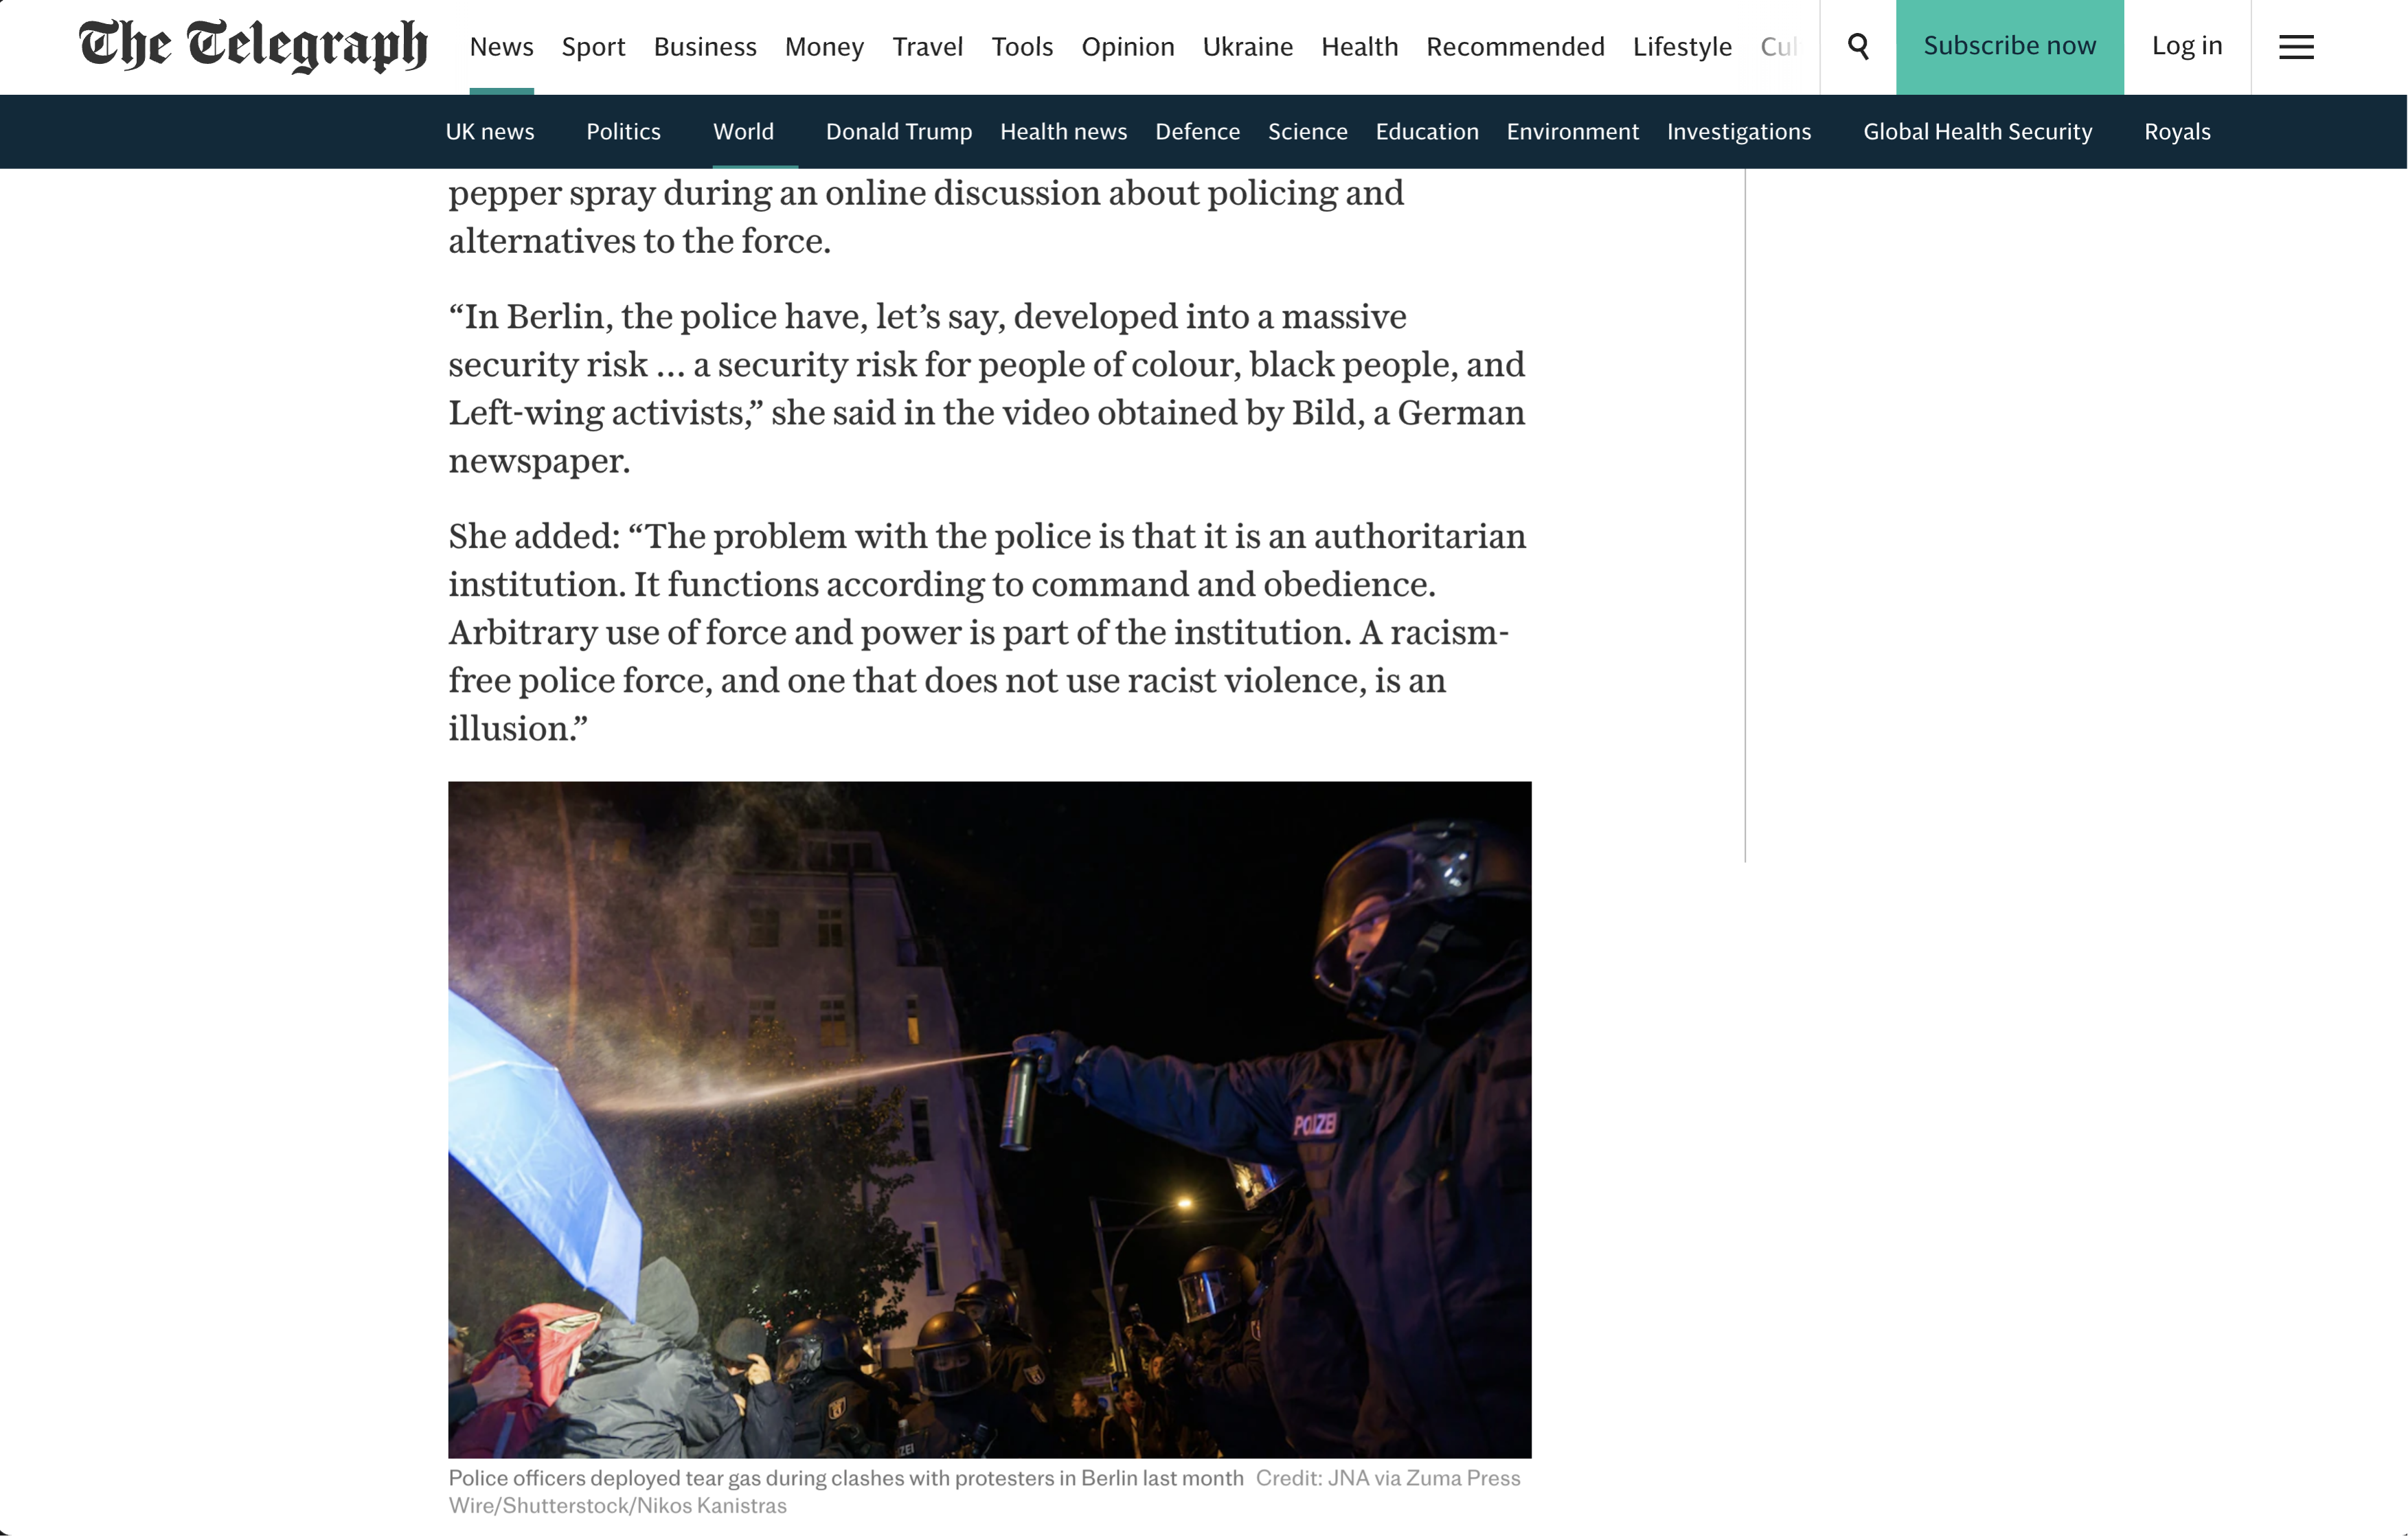 The Telegraph
News Sport Business Money Travel Tools Opinion Ukraine Health Recommended Lifestyle Cul
Subscribe now
Log in
UK news Politics World Donald Trump Health news Defence Science Education Environment Investigations Global Health Security Royals
pepper spray during an online discussion about policing and
alternatives to the force.
“In Berlin, the police have, let’s say, developed into a massive
security risk … a security risk for people of colour, black people, and
Left-wing activists,” she said in the video obtained by Bild, a German
newspaper.
She added: “The problem with the police is that it is an authoritarian
institution. It functions according to command and obedience.
Arbitrary use of force and power is part of the institution. A racism-
free police force, and one that does not use racist violence, is an
illusion.”
POIZEI
ZEI
Police officers deployed tear gas during clashes with protesters in Berlin last month Credit: JNA via Zuma Press
Wire/Shutterstock/Nikos Kanistras